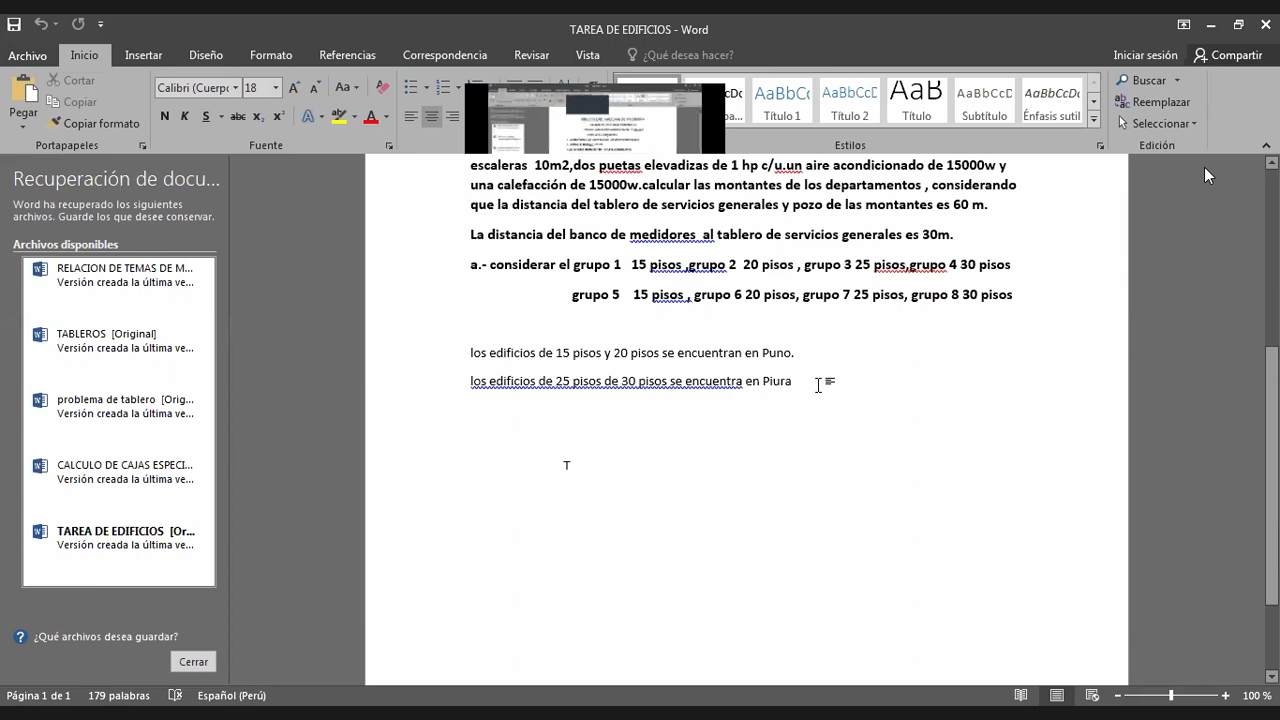 TAREA DE EDIFICIOS - Word
Archivo Inicio Insertar Diseño Formato Referencias Correspondencia Revisar Vista ¿Qué desea hacer? Iniciar sesión Compartir
Pegar
Cortar
Copiar
Copiar formato
Portapapeles
Calibri (Cuerp 18
N K S abc x₂ x²
Fuente
AaBbCc AaBbCc AaB AaBbCcD AaBbCcDc
Título 1 Título 2 Título Subtítulo Énfasis sutil
Estilos
Buscar
Reemplazar
Seleccionar
Edición
Recuperación de docu...
Word ha recuperado los siguientes
archivos. Guarde los que desee conservar.
Archivos disponibles
RELACION DE TEMAS DE M...
Versión creada la última ve...
TABLEROS [Original]
Versión creada la última ve...
problema de tablero [Orig...
Versión creada la última ve...
CALCULO DE CAJAS ESPECI...
Versión creada la última ve...
TAREA DE EDIFICIOS [Or...
Versión creada la última ve...
¿Qué archivos desea guardar?
Cerrar
escaleras 10m2,dos puetas elevadizas de 1 hp c/u.un aire acondicionado de 15000w y
una calefacción de 15000w.calcular las montantes de los departamentos , considerando
que la distancia del tablero de servicios generales y pozo de las montantes es 60 m.
La distancia del banco de medidores al tablero de servicios generales es 30m.
a.- considerar el grupo 1 15 pisos ,grupo 2 20 pisos , grupo 3 25 pisos,grupo 4 30 pisos
grupo 5 15 pisos , grupo 6 20 pisos, grupo 7 25 pisos, grupo 8 30 pisos
los edificios de 15 pisos y 20 pisos se encuentran en Puno.
los edificios de 25 pisos de 30 pisos se encuentra en Piura
T
Página 1 de 1 179 palabras Español (Perú) 100 %